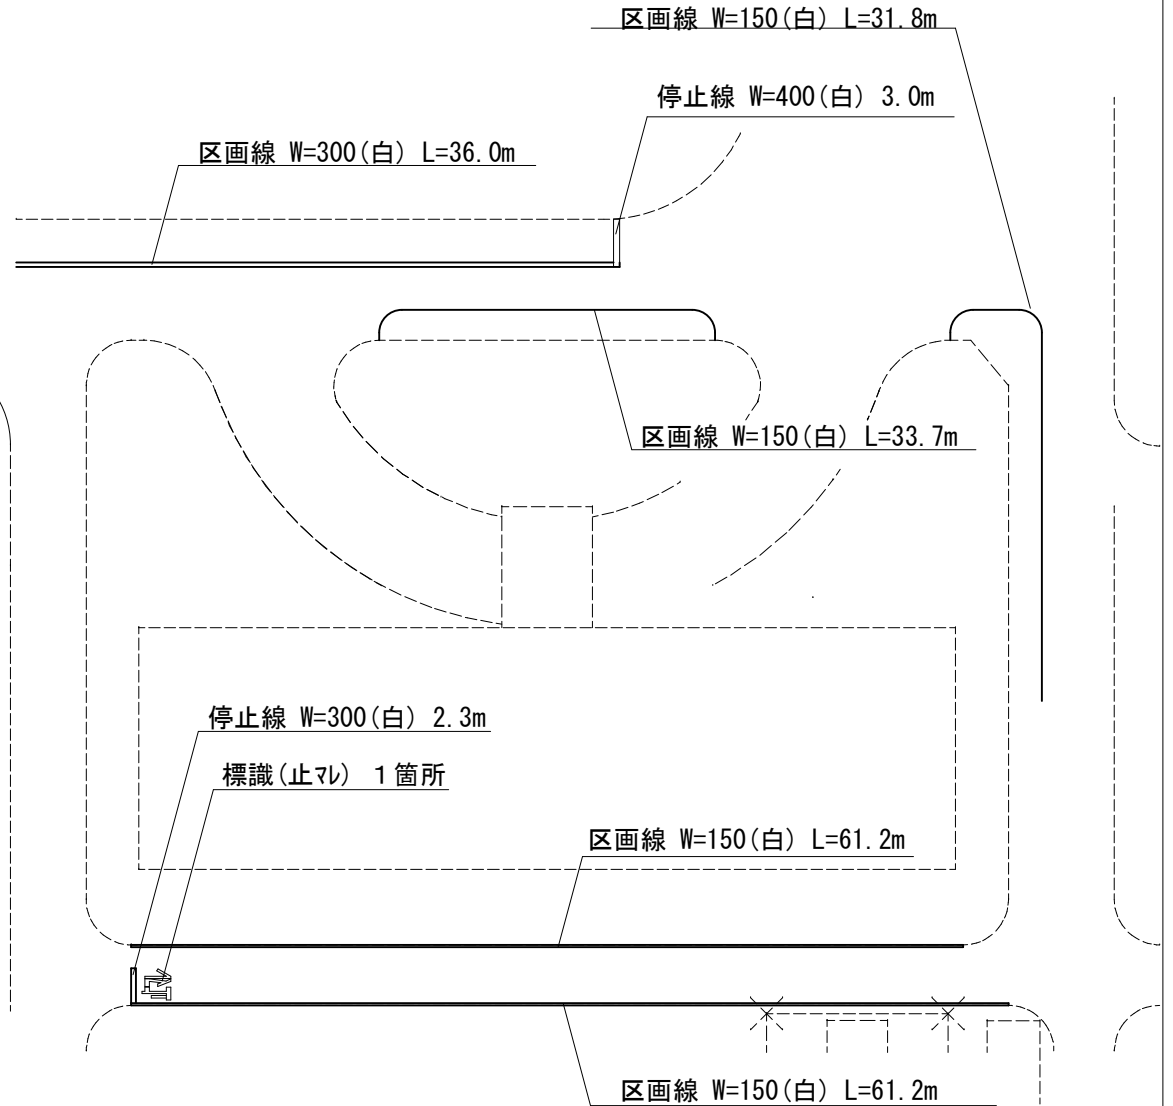 区画線 W=150(白) L=31.8m
停止線 W=400(白) 3.0m
区画線 W=300(白) L=36.0m
区画線 W=150(白) L=33.7m
停止線 W=300(白) 2.3m
標識(止マレ) 1箇所
区画線 W=150(白) L=61.2m
止マレ
区画線 W=150(白) L=61.2m